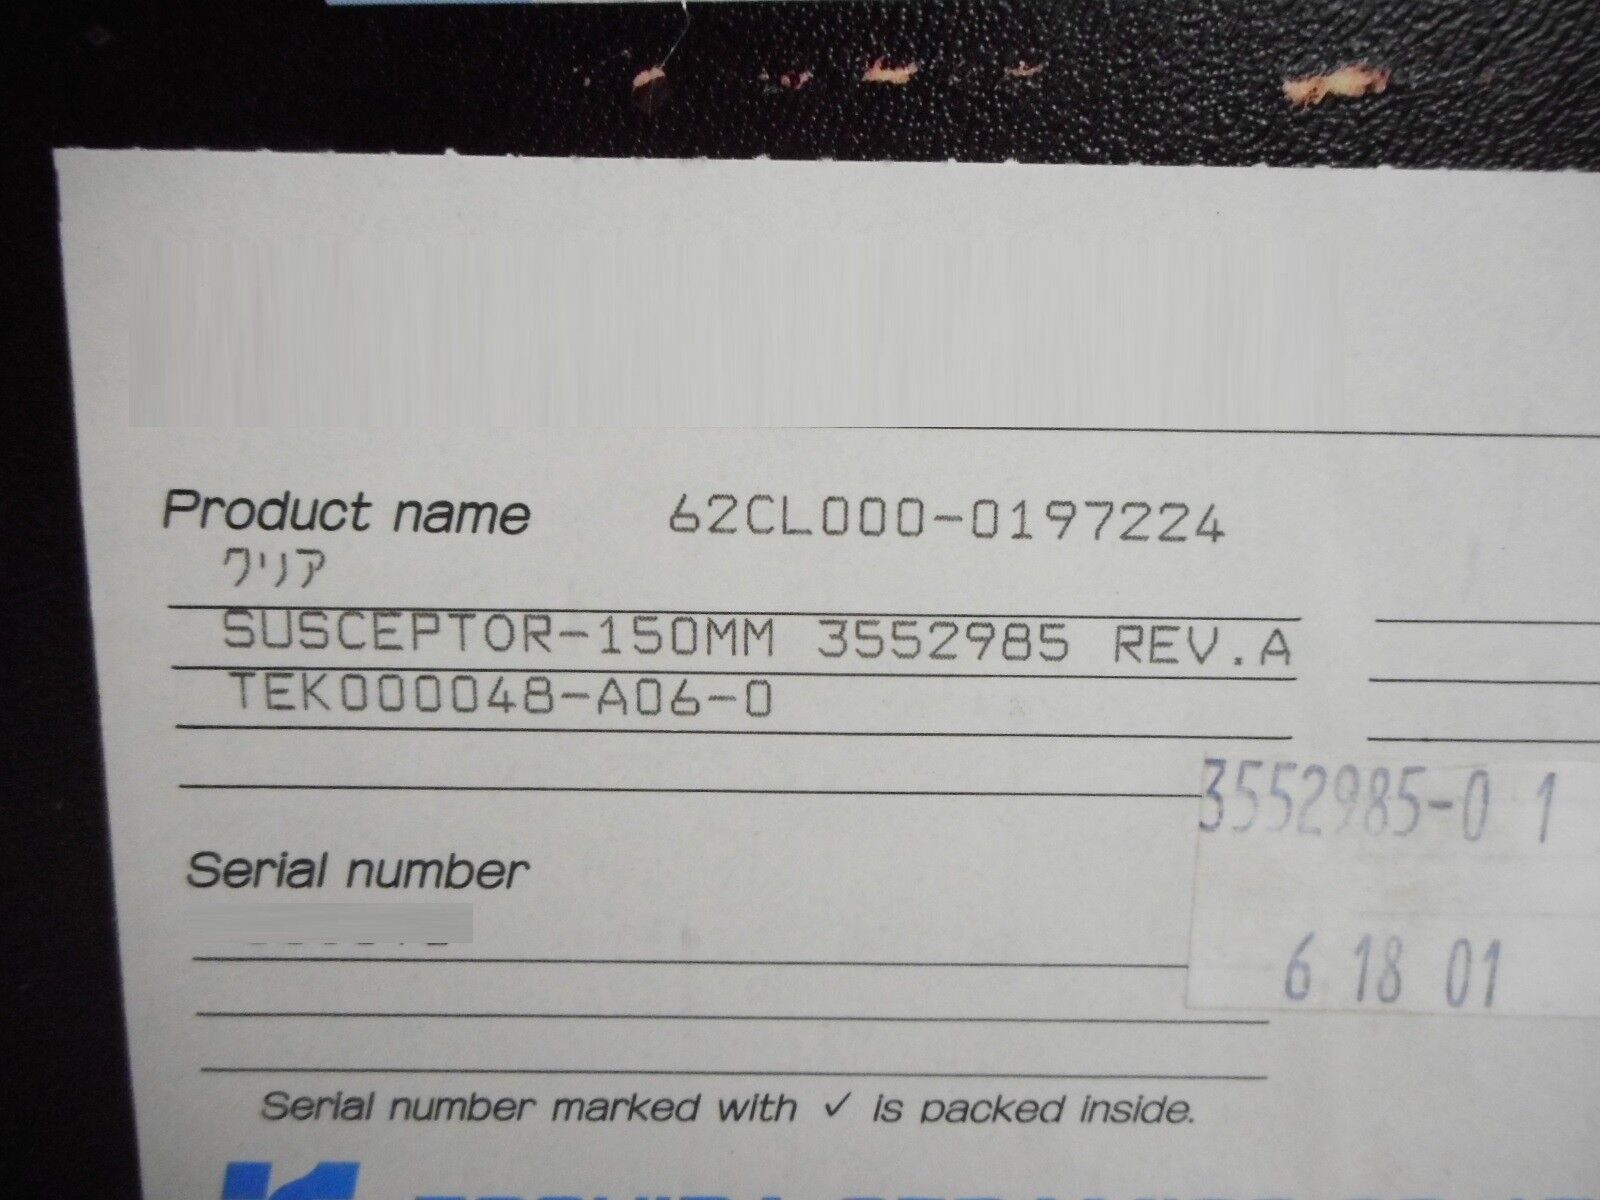 Product name 62CL000-0197224
クリア
SUSCEPTOR-150MM 3552985 REV.A
TEK000048-A06-0
3552985-0 1
Serial number
6 18 01
Serial number marked with ✓ is packed inside.